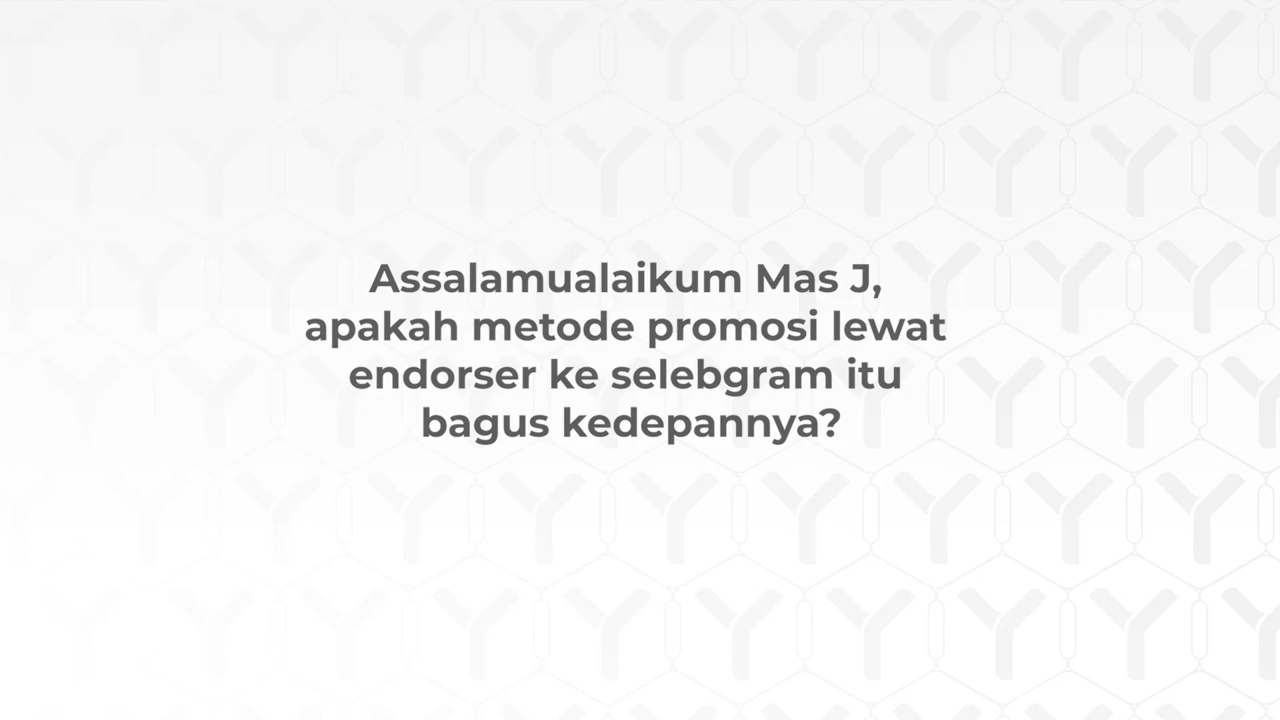 Assalamualaikum Mas J,
apakah metode promosi lewat
endorser ke selebgram itu
bagus kedepannya?